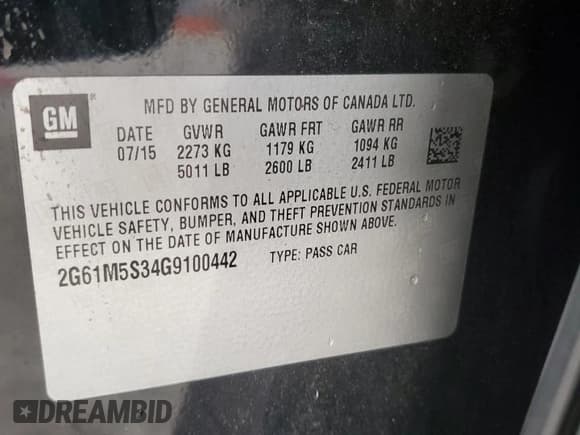 GM
MFD BY GENERAL MOTORS OF CANADA LTD.
DATE GVWR GAWR FRT GAWR RR
07/15 2273 KG 1179 KG 1094 KG
5011 LB 2600 LB 2411 LB
THIS VEHICLE CONFORMS TO ALL APPLICABLE U.S. FEDERAL MOTOR
VEHICLE SAFETY, BUMPER, AND THEFT PREVENTION STANDARDS IN
EFFECT ON THE DATE OF MANUFACTURE SHOWN ABOVE.
2G61M5S34G9100442 TYPE: PASS CAR
DREAMBID